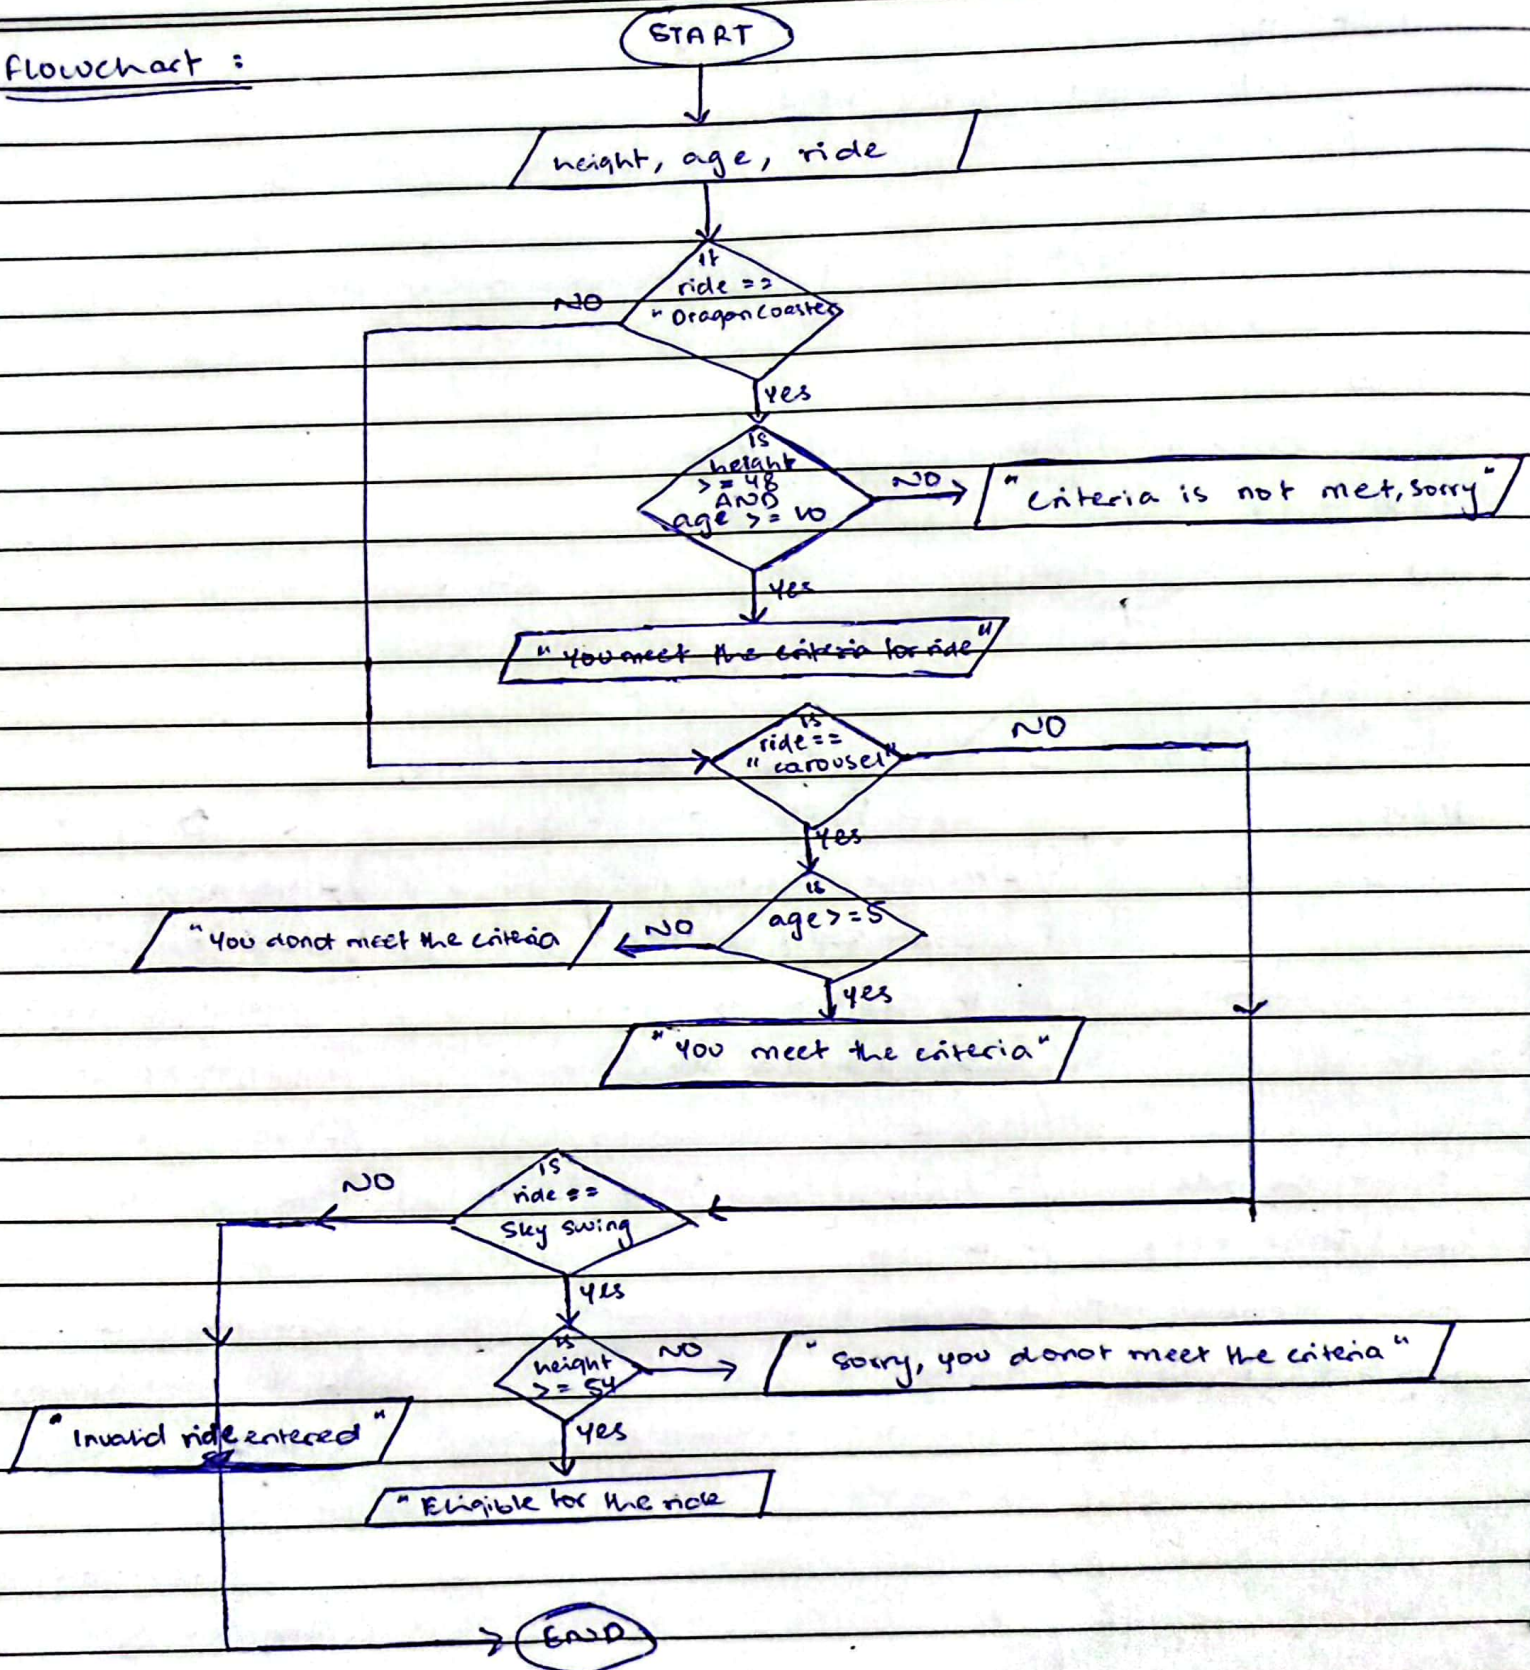 START
Flowchart :
height, age, ride
If
ride ==
" Dragon coaster
NO
Yes
Is
height
>= 48
AND
age >= 10
NO
"criteria is not met, sorry"
Yes
" You meet the criteria for ride"
Is
ride ==
" carousel"
NO
Yes
is
age >= 5
NO
"You donot meet the criteria
Yes
"You meet the criteria"
Is
ride ==
Sky swing
NO
Yes
Is
height
>= 54
NO
" Sorry, you donot meet the criteria "
" Invalid ride entered "
Yes
"Eligible for the ride
END